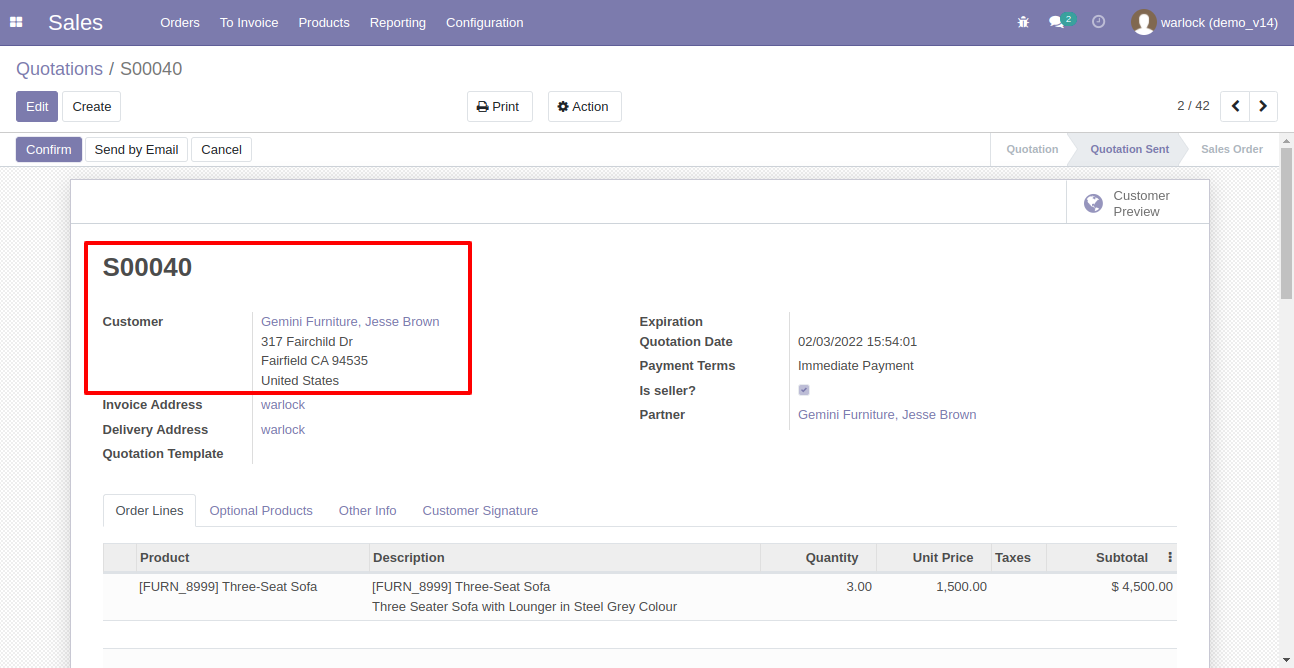 Sales Orders To Invoice Products Reporting Configuration 2 warlock (demo_v14)
Quotations / S00040
Edit Create Print Action 2 / 42
Confirm Send by Email Cancel Quotation Quotation Sent Sales Order
Customer
Preview
S00040
Customer Gemini Furniture, Jesse Brown
317 Fairchild Dr
Fairfield CA 94535
United States
Invoice Address warlock
Delivery Address warlock
Quotation Template
Expiration
Quotation Date 02/03/2022 15:54:01
Payment Terms Immediate Payment
Is seller?
Partner Gemini Furniture, Jesse Brown
Order Lines Optional Products Other Info Customer Signature
Product Description Quantity Unit Price Taxes Subtotal
[FURN_8999] Three-Seat Sofa [FURN_8999] Three-Seat Sofa 3.00 1,500.00 $ 4,500.00
Three Seater Sofa with Lounger in Steel Grey Colour